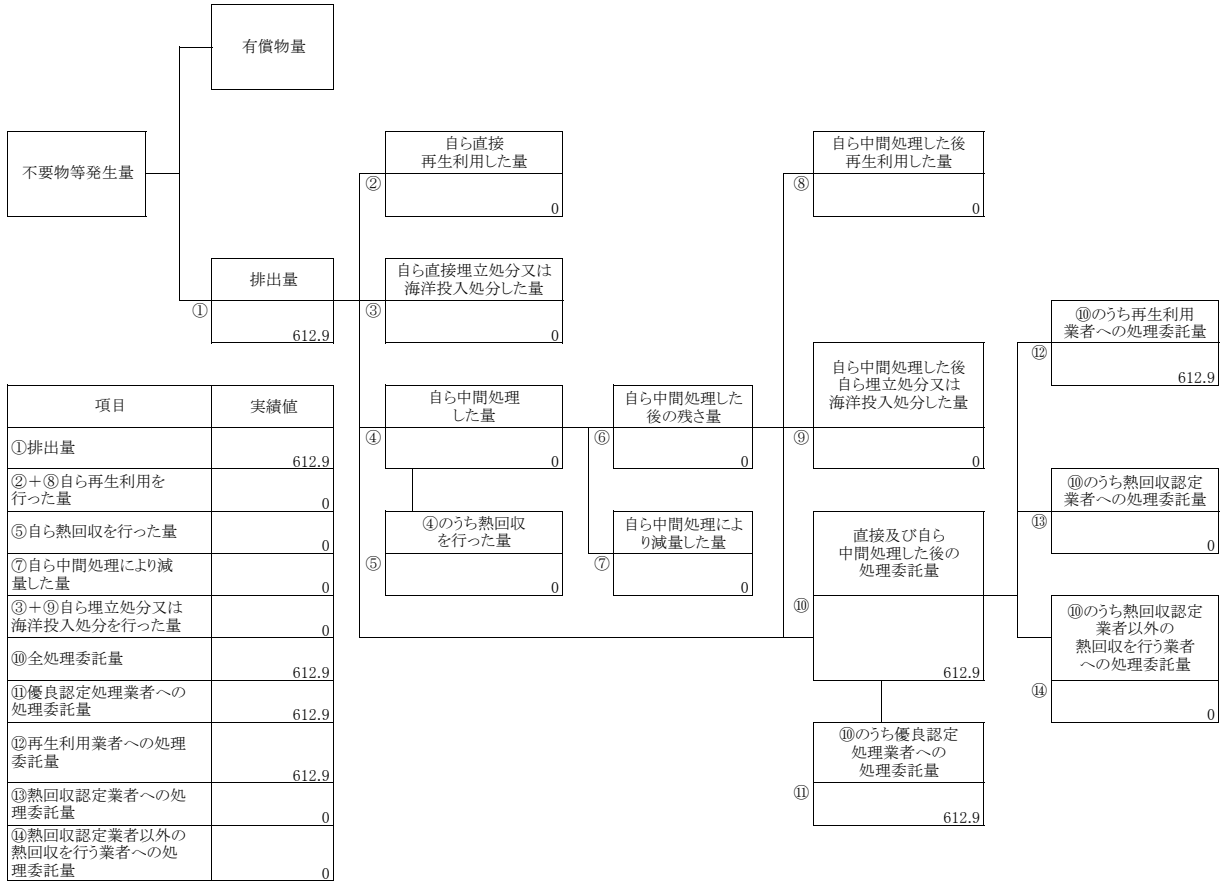 有償物量
不要物等発生量
自ら直接
再生利用した量
②
0
自ら中間処理した後
再生利用した量
⑧
0
排出量
①
612.9
自ら直接埋立処分又は
海洋投入処分した量
③
0
⑩のうち再生利用
業者への処理委託量
⑫
612.9
自ら中間処理した後
自ら埋立処分又は
海洋投入処分した量
⑨
0
自ら中間処理
した量
④
0
自ら中間処理した
後の残さ量
⑥
0
④のうち熱回収
を行った量
⑤
0
自ら中間処理によ
り減量した量
⑦
0
直接及び自ら
中間処理した後の
処理委託量
⑩
612.9
⑩のうち熱回収認定
業者への処理委託量
⑬
0
⑩のうち熱回収認定
業者以外の
熱回収を行う業者
への処理委託量
⑭
0
⑩のうち優良認定
処理業者への
処理委託量
⑪
612.9
項目 実績値
①排出量
612.9
②＋⑧自ら再生利用を
行った量
0
⑤自ら熱回収を行った量
0
⑦自ら中間処理により減
量した量
0
③＋⑨自ら埋立処分又は
海洋投入処分を行った量
0
⑩全処理委託量
612.9
⑪優良認定処理業者への
処理委託量
612.9
⑫再生利用業者への処理
委託量
612.9
⑬熱回収認定業者への処
理委託量
0
⑭熱回収認定業者以外の
熱回収を行う業者への処
理委託量
0